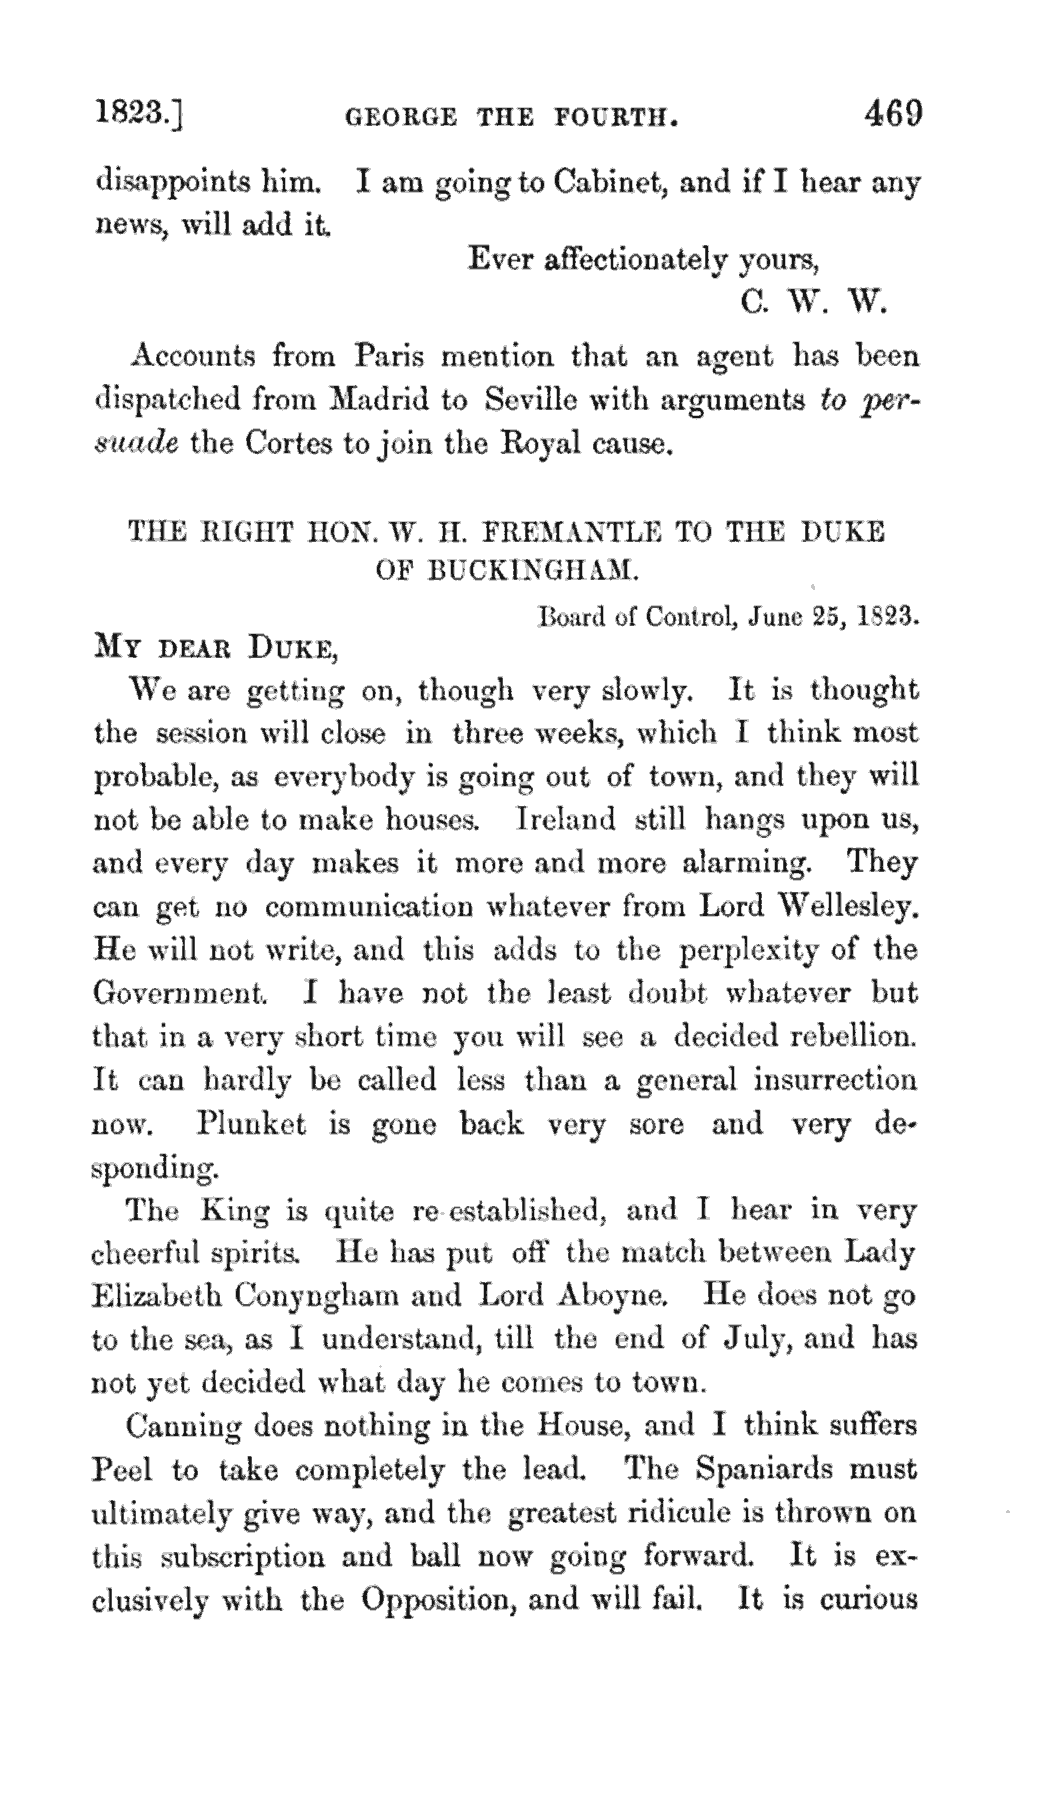 1823.] GEORGE THE FOURTH. 469
disappoints him. I am going to Cabinet, and if I hear any
news, will add it.
Ever affectionately yours,
C. W. W.
Accounts from Paris mention that an agent has been
dispatched from Madrid to Seville with arguments to per-
suade the Cortes to join the Royal cause.
THE RIGHT HON. W. H. FREMANTLE TO THE DUKE
OF BUCKINGHAM.
Board of Control, June 25, 1823.
MY DEAR DUKE,
We are getting on, though very slowly. It is thought
the session will close in three weeks, which I think most
probable, as everybody is going out of town, and they will
not be able to make houses. Ireland still hangs upon us,
and every day makes it more and more alarming. They
can get no communication whatever from Lord Wellesley.
He will not write, and this adds to the perplexity of the
Government. I have not the least doubt whatever but
that in a very short time you will see a decided rebellion.
It can hardly be called less than a general insurrection
now. Plunket is gone back very sore and very de-
sponding.
The King is quite re-established, and I hear in very
cheerful spirits. He has put off the match between Lady
Elizabeth Conyngham and Lord Aboyne. He does not go
to the sea, as I understand, till the end of July, and has
not yet decided what day he comes to town.
Canning does nothing in the House, and I think suffers
Peel to take completely the lead. The Spaniards must
ultimately give way, and the greatest ridicule is thrown on
this subscription and ball now going forward. It is ex-
clusively with the Opposition, and will fail. It is curious